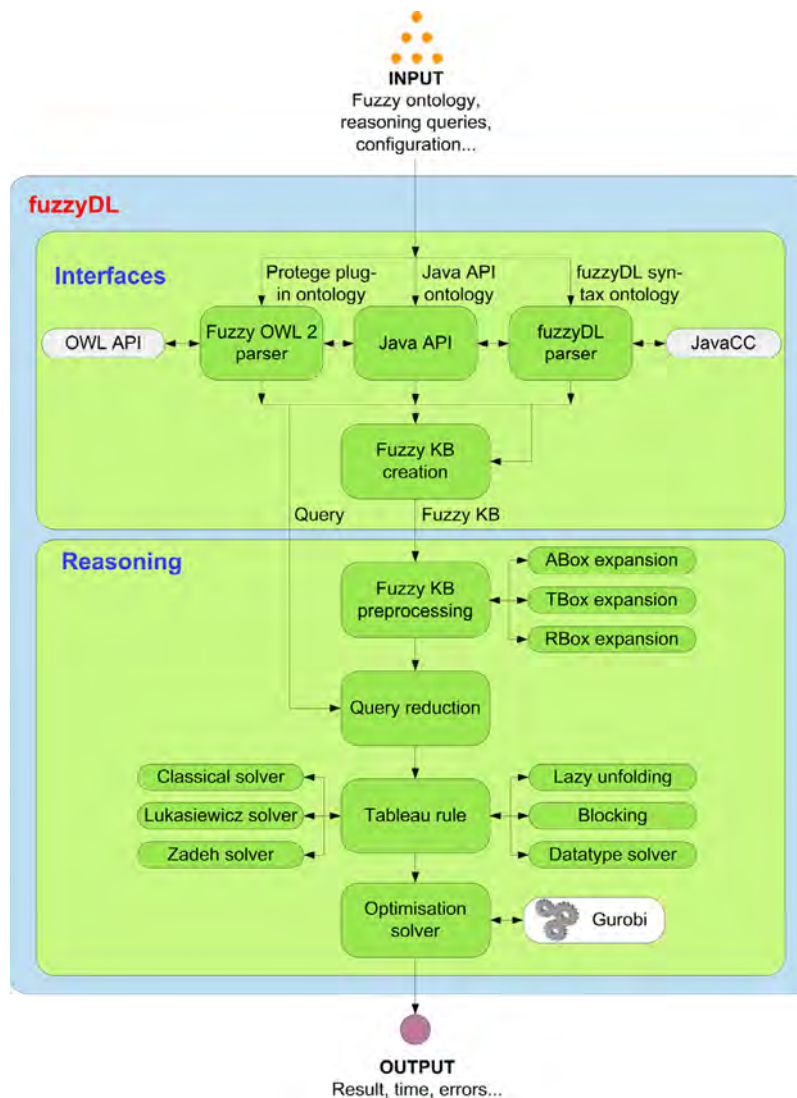 INPUT
Fuzzy ontology,
reasoning queries,
configuration...
fuzzyDL
Interfaces
Protege plug-
in ontology
Java API
ontology
fuzzyDL syn-
tax ontology
OWL API
Fuzzy OWL 2
parser
Java API
fuzzyDL
parser
JavaCC
Fuzzy KB
creation
Query
Fuzzy KB
Reasoning
Fuzzy KB
preprocessing
ABox expansion
TBox expansion
RBox expansion
Query reduction
Classical solver
Lukasiewicz solver
Zadeh solver
Tableau rule
Lazy unfolding
Blocking
Datatype solver
Optimisation
solver
Gurobi
OUTPUT
Result, time, errors...